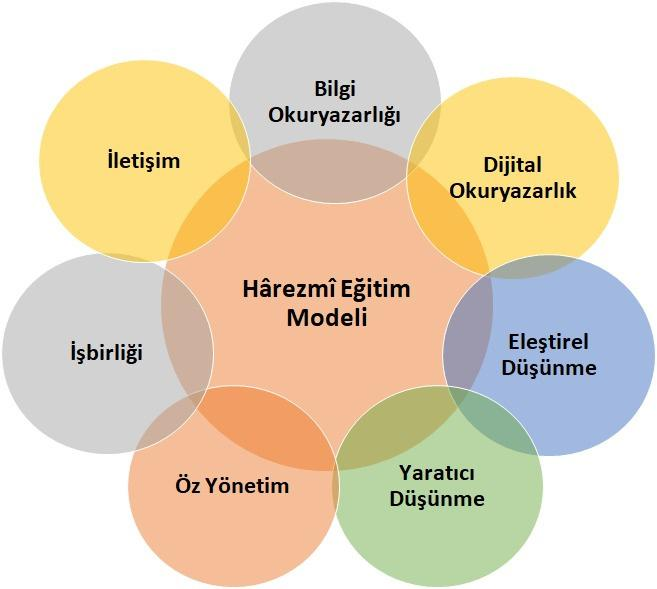 Bilgi
Okuryazarlığı
İletişim
Dijital
Okuryazarlık
Hârezmî Eğitim
Modeli
İşbirliği
Eleştirel
Düşünme
Öz Yönetim
Yaratıcı
Düşünme